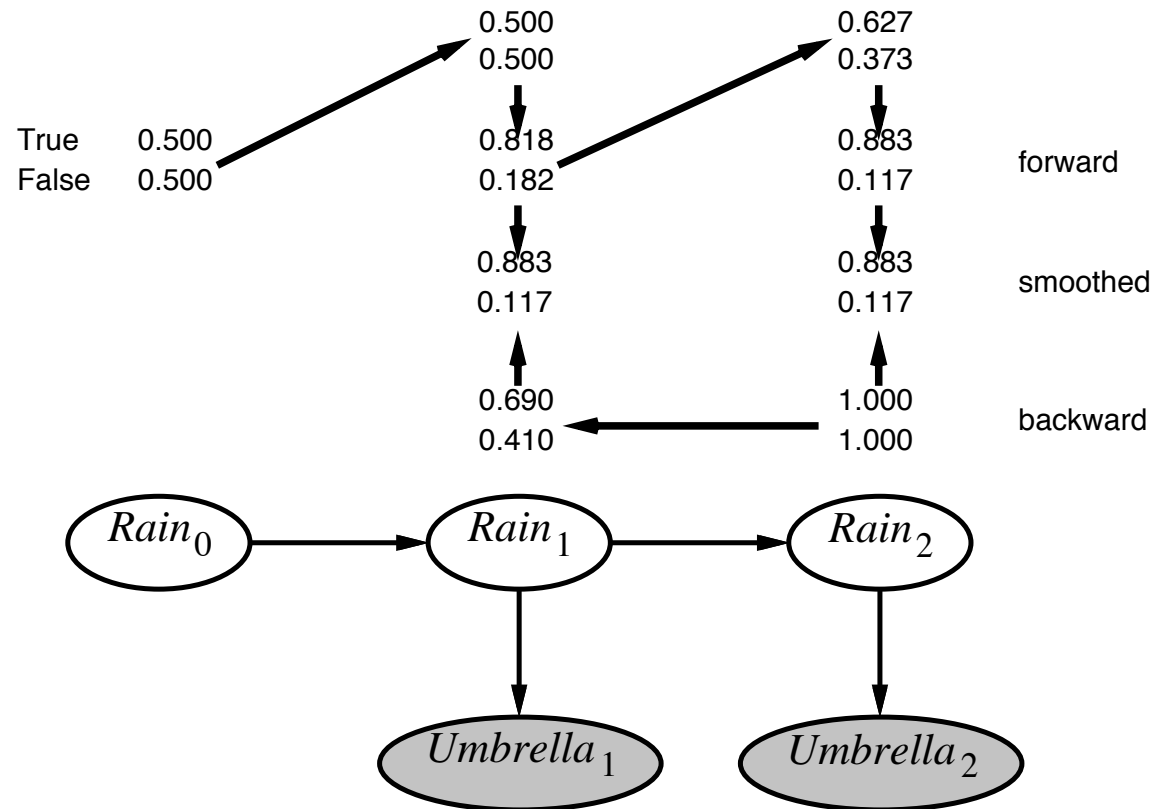 0.500 0.627
0.500 0.373
True 0.500 0.818 0.883
False 0.500 0.182 0.117 forward
0.883 0.883
0.117 0.117 smoothed
0.690 1.000
0.410 1.000 backward
Rain0 Rain1 Rain2
Umbrella1 Umbrella2